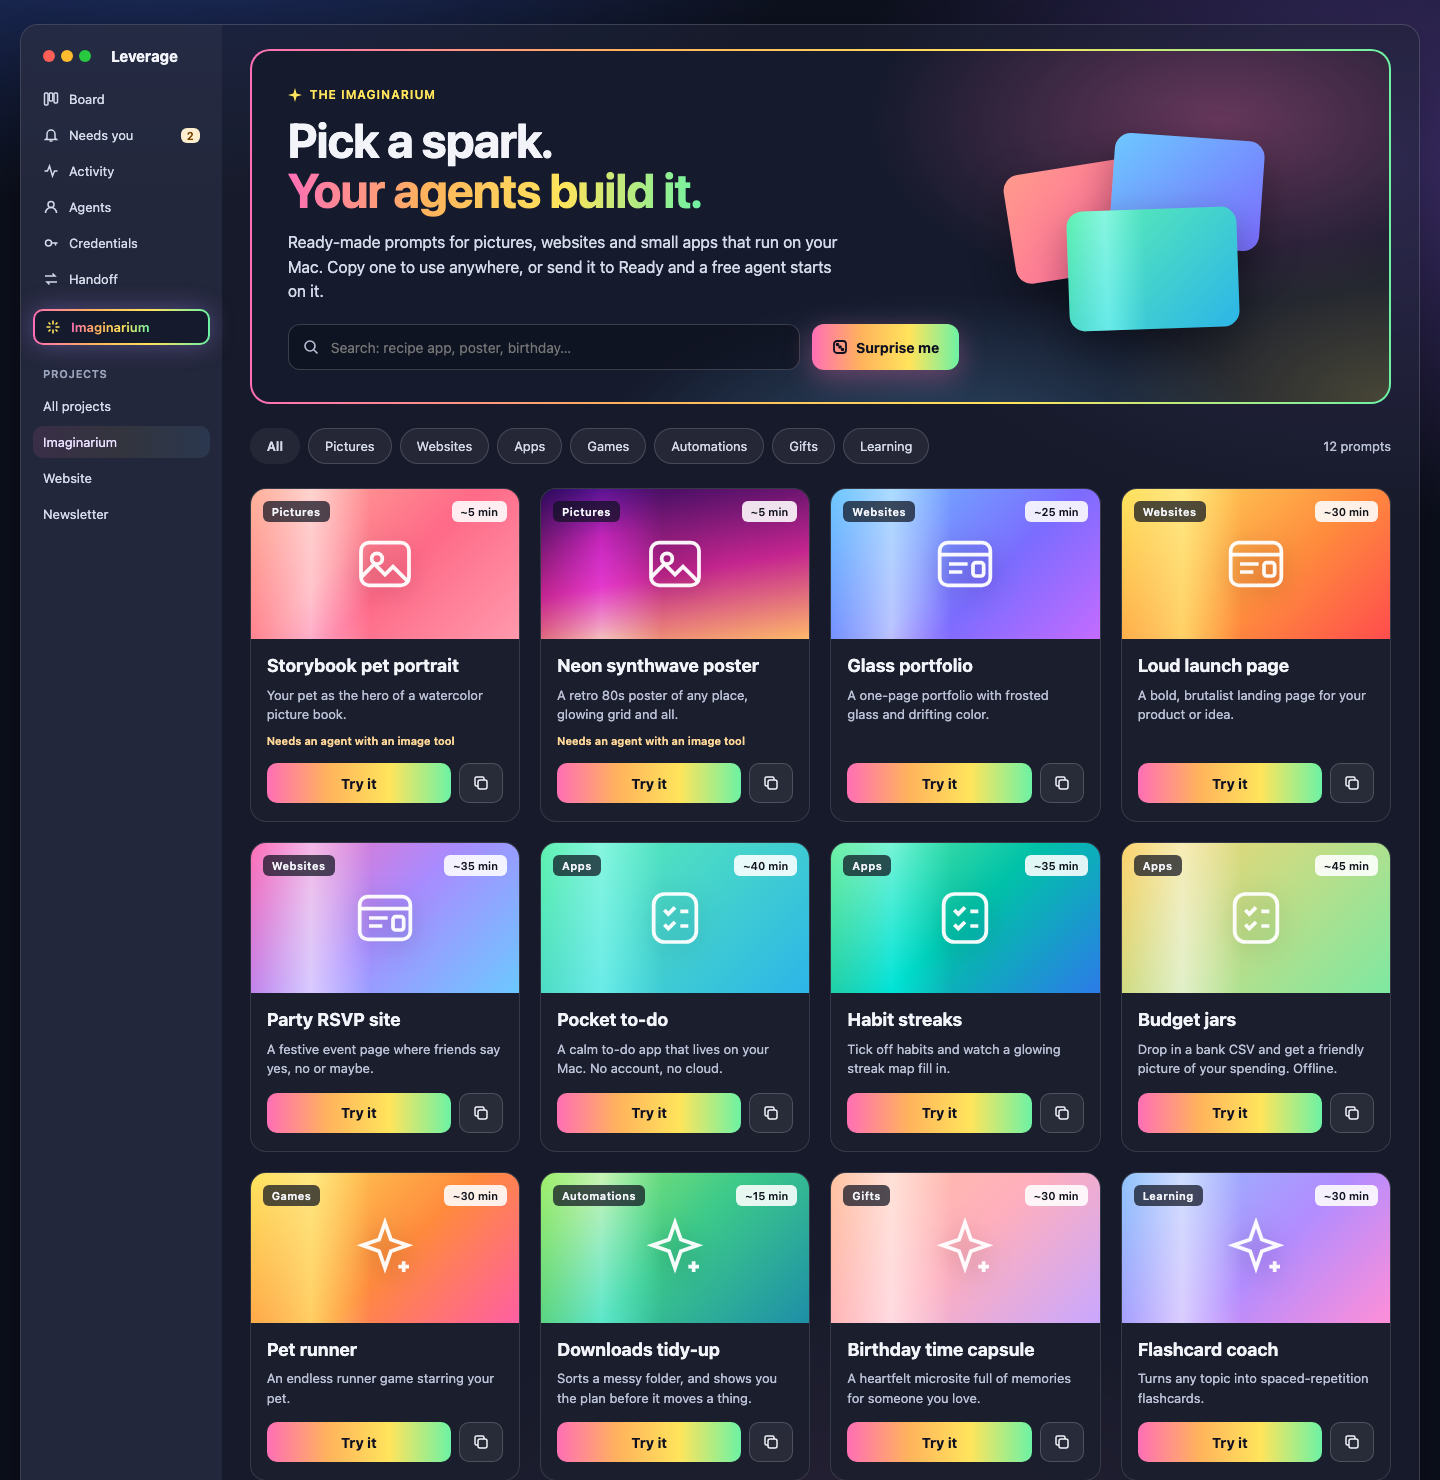 Leverage
Board
Needs you 2
Activity
Agents
Credentials
Handoff
Imaginarium
PROJECTS
All projects
Imaginarium
Website
Newsletter
THE IMAGINARIUM
Pick a spark.
Your agents build it.
Ready-made prompts for pictures, websites and small apps that run on your
Mac. Copy one to use anywhere, or send it to Ready and a free agent starts
on it.
Search: recipe app, poster, birthday...
Surprise me
All Pictures Websites Apps Games Automations Gifts Learning 12 prompts
Pictures ~5 min
Storybook pet portrait
Your pet as the hero of a watercolor
picture book.
Needs an agent with an image tool
Try it
Pictures ~5 min
Neon synthwave poster
A retro 80s poster of any place,
glowing grid and all.
Needs an agent with an image tool
Try it
Websites ~25 min
Glass portfolio
A one-page portfolio with frosted
glass and drifting color.
Try it
Websites ~30 min
Loud launch page
A bold, brutalist landing page for your
product or idea.
Try it
Websites ~35 min
Party RSVP site
A festive event page where friends say
yes, no or maybe.
Try it
Apps ~40 min
Pocket to-do
A calm to-do app that lives on your
Mac. No account, no cloud.
Try it
Apps ~35 min
Habit streaks
Tick off habits and watch a glowing
streak map fill in.
Try it
Apps ~45 min
Budget jars
Drop in a bank CSV and get a friendly
picture of your spending. Offline.
Try it
Games ~30 min
Pet runner
An endless runner game starring your
pet.
Try it
Automations ~15 min
Downloads tidy-up
Sorts a messy folder, and shows you
the plan before it moves a thing.
Try it
Gifts ~30 min
Birthday time capsule
A heartfelt microsite full of memories
for someone you love.
Try it
Learning ~30 min
Flashcard coach
Turns any topic into spaced-repetition
flashcards.
Try it